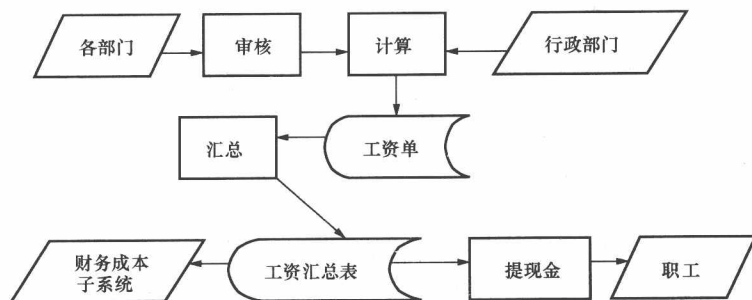 各部门
审核
计算
行政部门
汇总
工资单
财务成本
子系统
工资汇总表
提现金
职工